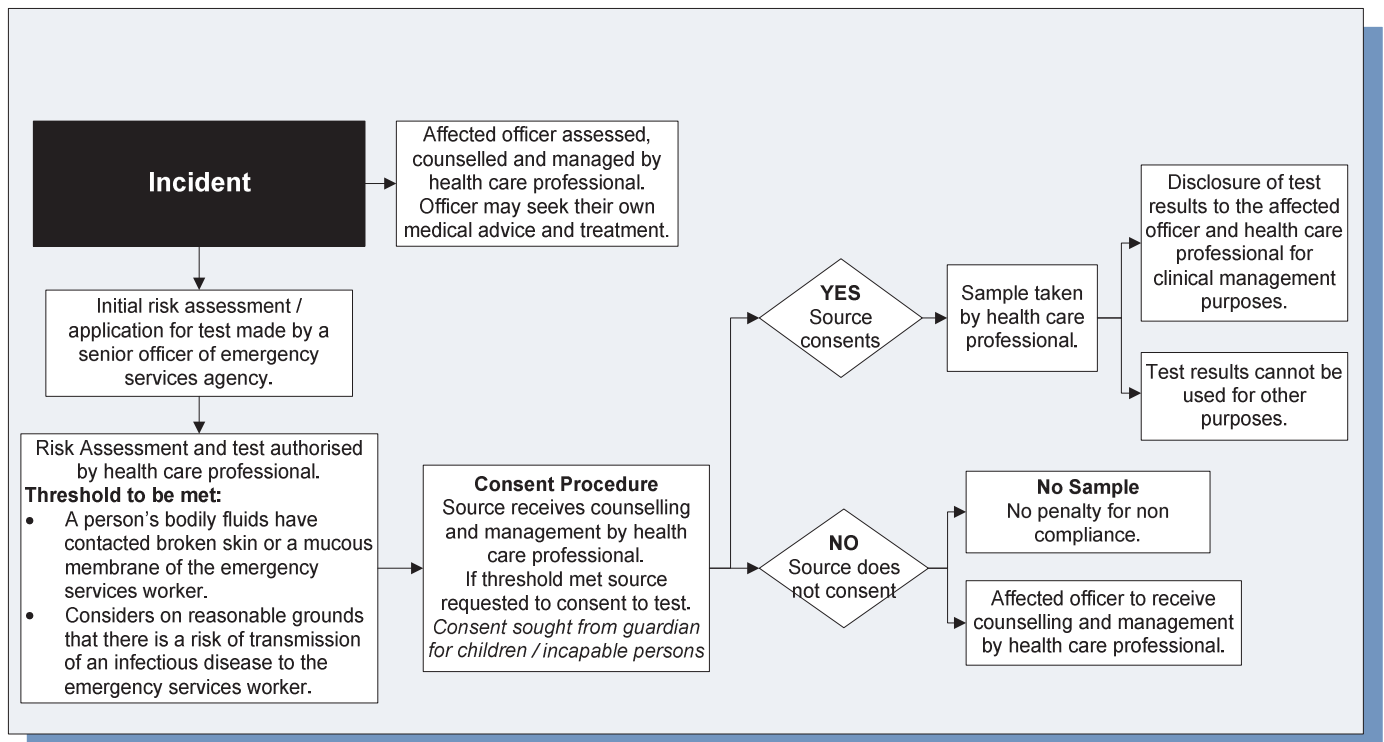 Incident
Affected officer assessed,
counselled and managed by
health care professional.
Officer may seek their own
medical advice and treatment.
Initial risk assessment /
application for test made by a
senior officer of emergency
services agency.
Risk Assessment and test authorised
by health care professional.
Threshold to be met:
• A person's bodily fluids have
contacted broken skin or a mucous
membrane of the emergency
services worker.
• Considers on reasonable grounds
that there is a risk of transmission
of an infectious disease to the
emergency services worker.
Consent Procedure
Source receives counselling
and management by health
care professional.
If threshold met source
requested to consent to test.
Consent sought from guardian
for children / incapable persons
YES
Source
consents
Sample taken
by health care
professional.
Disclosure of test
results to the affected
officer and health care
professional for
clinical management
purposes.
Test results cannot be
used for other
purposes.
NO
Source does
not consent
No Sample
No penalty for non
compliance.
Affected officer to receive
counselling and management
by health care professional.